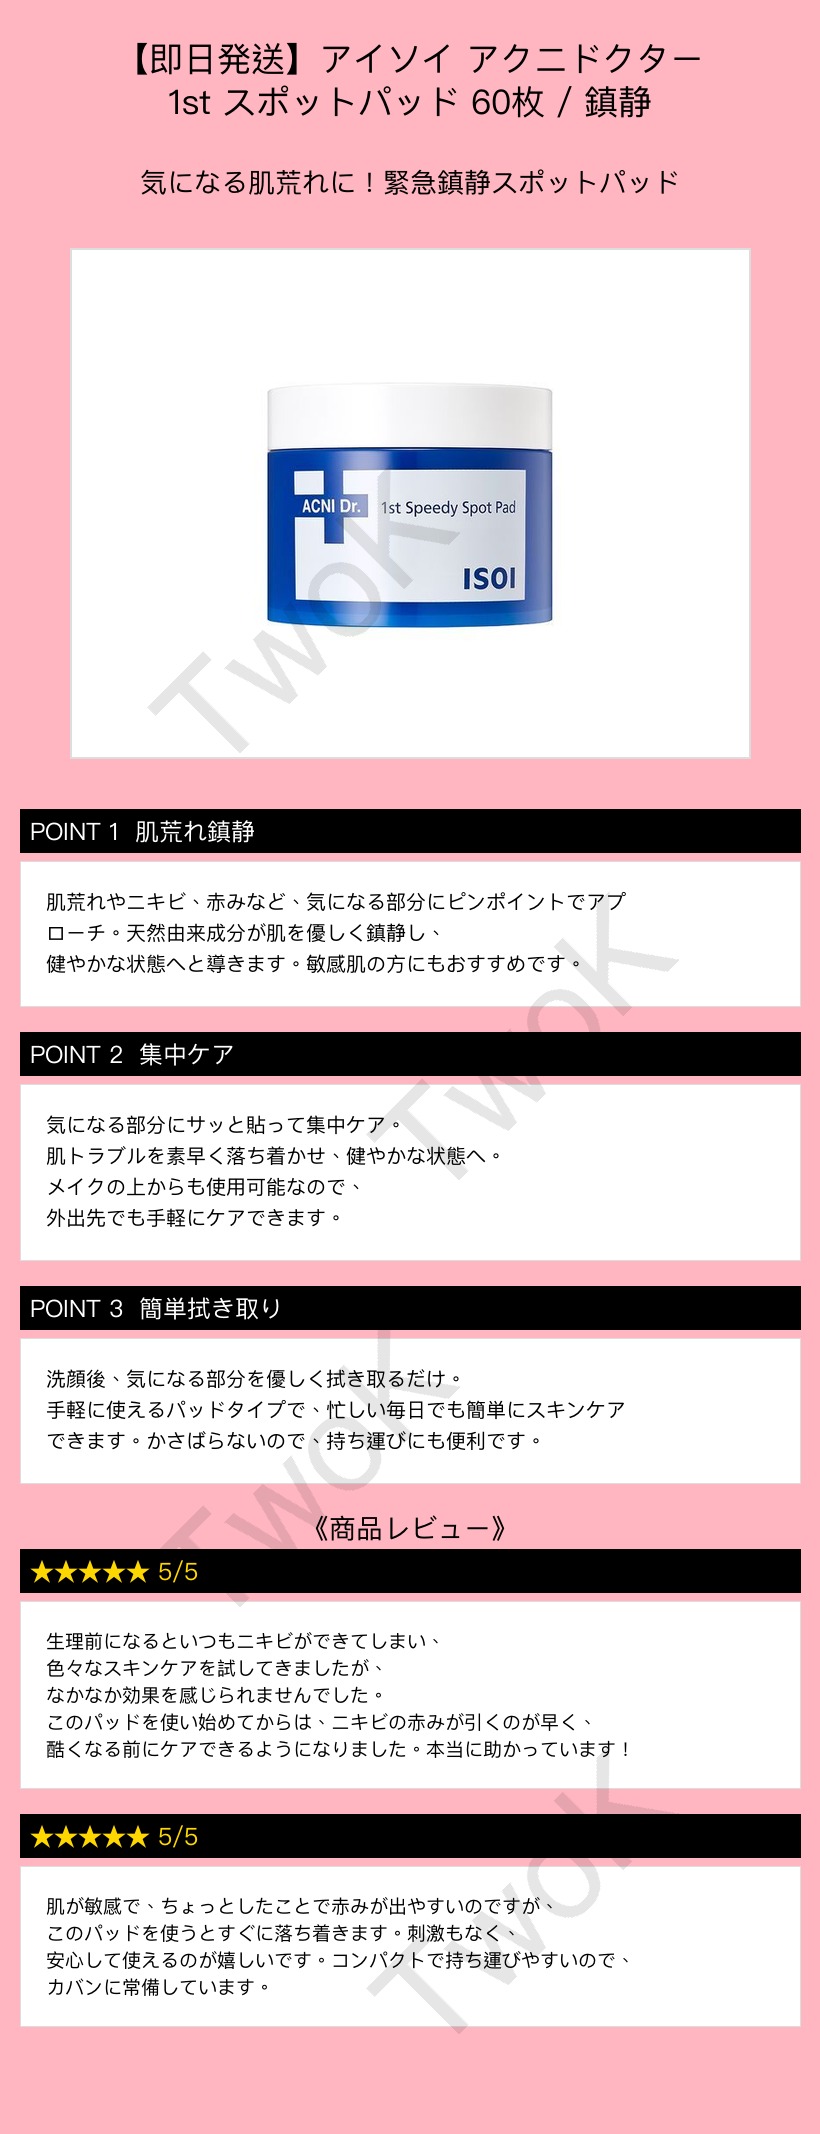 【即日発送】アイソイ アクニドクター
1st スポットパッド 60枚 / 鎮静
気になる肌荒れに！緊急鎮静スポットパッド
ACNI Dr.
1st Speedy Spot Pad
ISOI
TwoK
POINT 1 肌荒れ鎮静
肌荒れやニキビ、赤みなど、気になる部分にピンポイントでアプ
ローチ。天然由来成分が肌を優しく鎮静し、
健やかな状態へと導きます。敏感肌の方にもおすすめです。
TwoK
POINT 2 集中ケア
気になる部分にサッと貼って集中ケア。
肌トラブルを素早く落ち着かせ、健やかな状態へ。
メイクの上からも使用可能なので、
外出先でも手軽にケアできます。
POINT 3 簡単拭き取り
洗顔後、気になる部分を優しく拭き取るだけ。
手軽に使えるパッドタイプで、忙しい毎日でも簡単にスキンケア
できます。かさばらないので、持ち運びにも便利です。
TwoK
《商品レビュー》
★★★★★ 5/5
生理前になるといつもニキビができてしまい、
色々なスキンケアを試してきましたが、
なかなか効果を感じられませんでした。
このパッドを使い始めてからは、ニキビの赤みが引くのが早く、
酷くなる前にケアできるようになりました。本当に助かっています！
★★★★★ 5/5
肌が敏感で、ちょっとしたことで赤みが出やすいのですが、
このパッドを使うとすぐに落ち着きます。刺激もなく、
安心して使えるのが嬉しいです。コンパクトで持ち運びやすいので、
カバンに常備しています。
TwoK